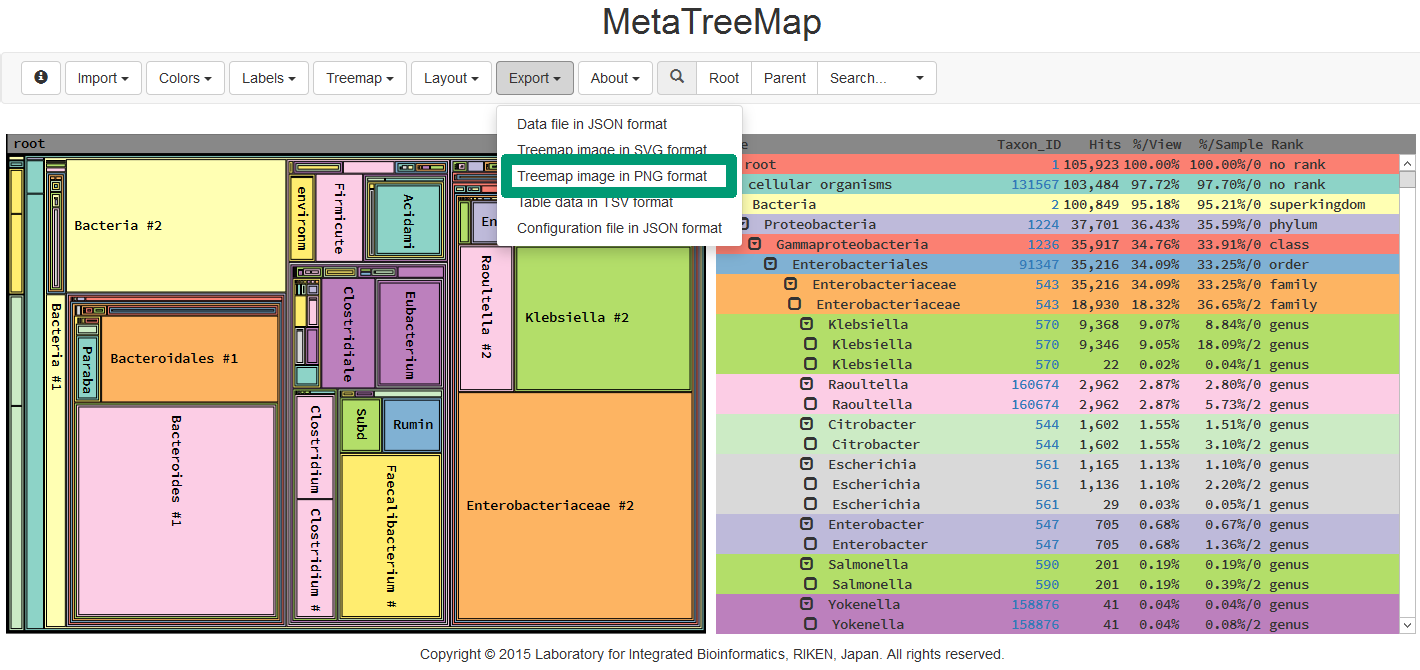 MetaTreeMap
Import Colors Labels Treemap Layout Export About Root Parent Search...
Data file in JSON format
Treemap image in SVG format
Treemap image in PNG format
Table data in TSV format
Configuration file in JSON format
root
Bacteria #2
Bacteria #1
Paraba
Bacteroidales #1
Bacteroides #1
environm
Firmicute
Acidami
Clostridiale
Eubacterium
Clostridium
Clostridium #
Subd
Rumin
Faecalibacterium #
En
Raoultella #2
Klebsiella #2
Enterobacteriaceae #2
e Taxon_ID Hits %/View %/Sample Rank
root 1 105,923 100.00% 100.00%/0 no rank
cellular organisms 131567 103,484 97.72% 97.70%/0 no rank
Bacteria 2 100,849 95.18% 95.21%/0 superkingdom
Proteobacteria 1224 37,701 36.43% 35.59%/0 phylum
Gammaproteobacteria 1236 35,917 34.76% 33.91%/0 class
Enterobacteriales 91347 35,216 34.09% 33.25%/0 order
Enterobacteriaceae 543 35,216 34.09% 33.25%/0 family
Enterobacteriaceae 543 18,930 18.32% 36.65%/2 family
Klebsiella 570 9,368 9.07% 8.84%/0 genus
Klebsiella 570 9,346 9.05% 18.09%/2 genus
Klebsiella 570 22 0.02% 0.04%/1 genus
Raoultella 160674 2,962 2.87% 2.80%/0 genus
Raoultella 160674 2,962 2.87% 5.73%/2 genus
Citrobacter 544 1,602 1.55% 1.51%/0 genus
Citrobacter 544 1,602 1.55% 3.10%/2 genus
Escherichia 561 1,165 1.13% 1.10%/0 genus
Escherichia 561 1,136 1.10% 2.20%/2 genus
Escherichia 561 29 0.03% 0.05%/1 genus
Enterobacter 547 705 0.68% 0.67%/0 genus
Enterobacter 547 705 0.68% 1.36%/2 genus
Salmonella 590 201 0.19% 0.19%/0 genus
Salmonella 590 201 0.19% 0.39%/2 genus
Yokenella 158876 41 0.04% 0.04%/0 genus
Yokenella 158876 41 0.04% 0.08%/2 genus
Copyright © 2015 Laboratory for Integrated Bioinformatics, RIKEN, Japan. All rights reserved.